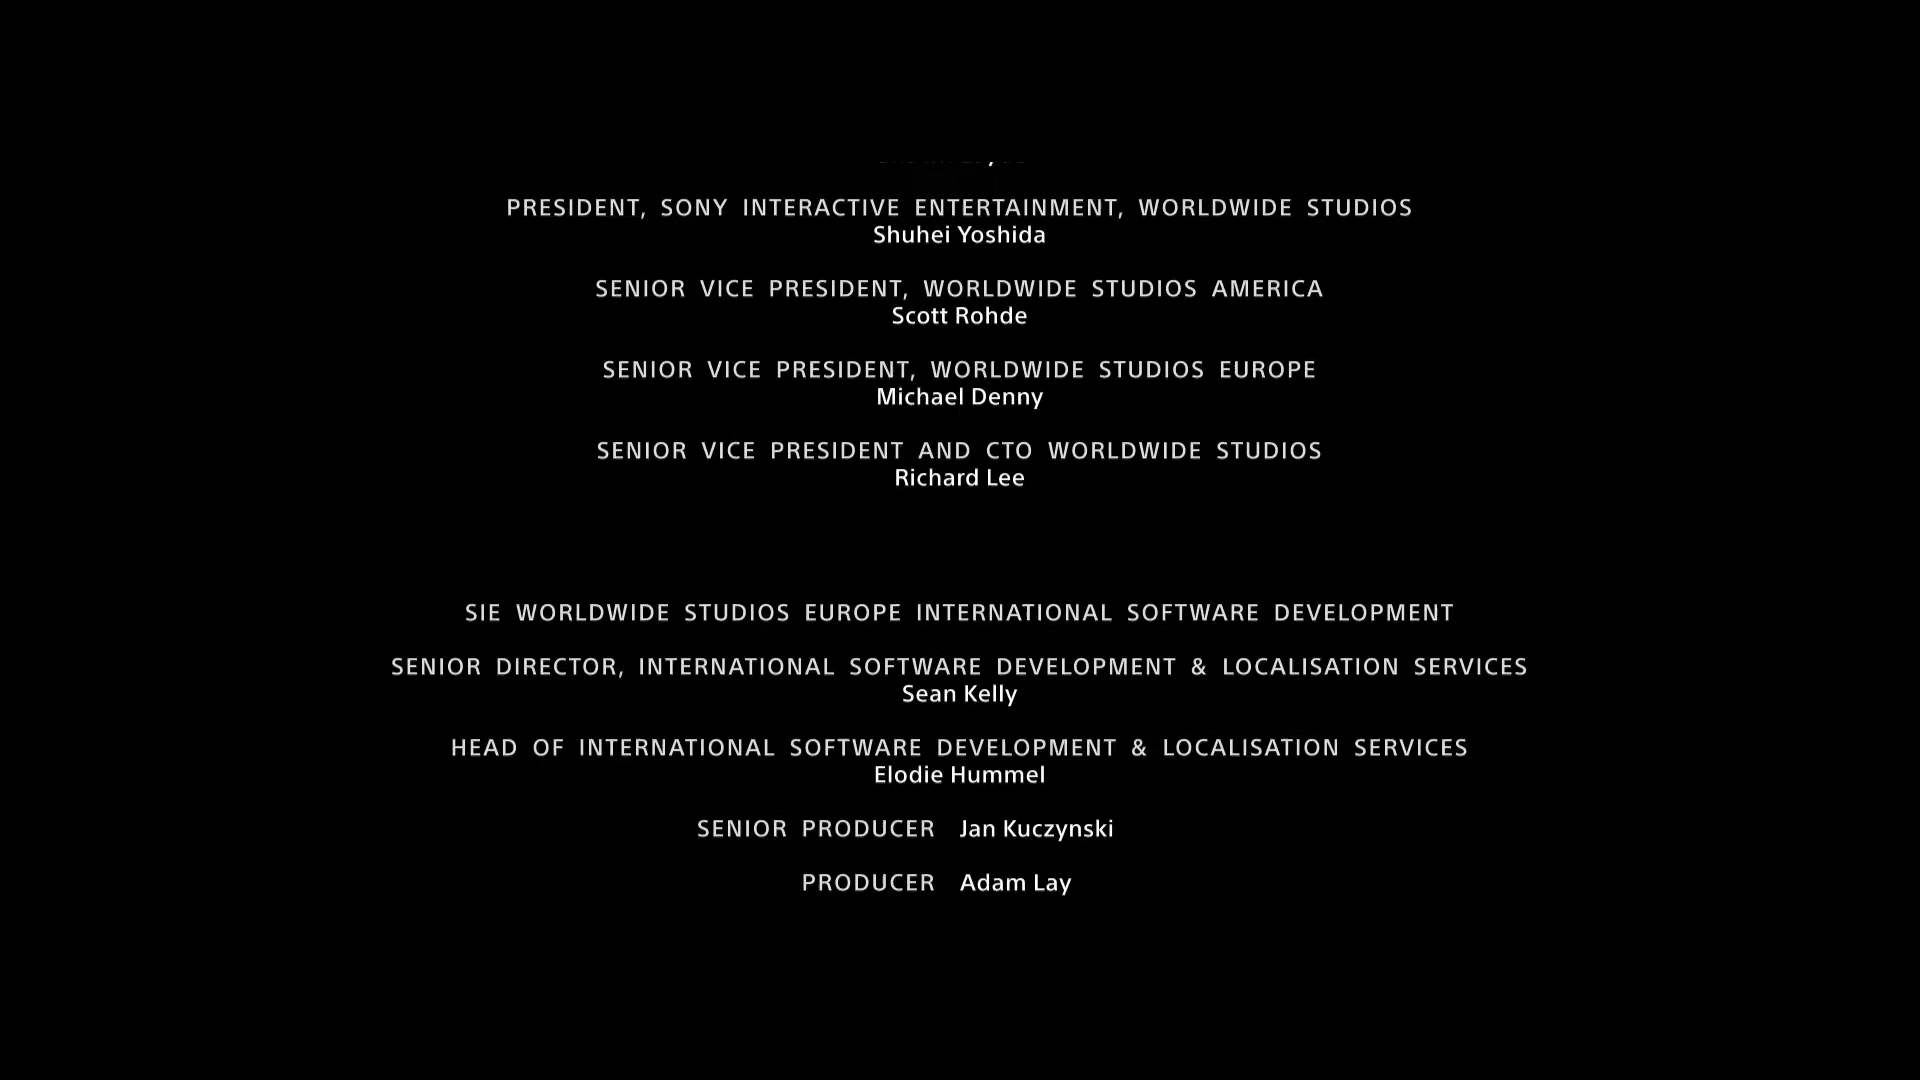 PRESIDENT, SONY INTERACTIVE ENTERTAINMENT, WORLDWIDE STUDIOS
Shuhei Yoshida
SENIOR VICE PRESIDENT, WORLDWIDE STUDIOS AMERICA
Scott Rohde
SENIOR VICE PRESIDENT, WORLDWIDE STUDIOS EUROPE
Michael Denny
SENIOR VICE PRESIDENT AND CTO WORLDWIDE STUDIOS
Richard Lee
SIE WORLDWIDE STUDIOS EUROPE INTERNATIONAL SOFTWARE DEVELOPMENT
SENIOR DIRECTOR, INTERNATIONAL SOFTWARE DEVELOPMENT & LOCALISATION SERVICES
Sean Kelly
HEAD OF INTERNATIONAL SOFTWARE DEVELOPMENT & LOCALISATION SERVICES
Elodie Hummel
SENIOR PRODUCER Jan Kuczynski
PRODUCER Adam Lay